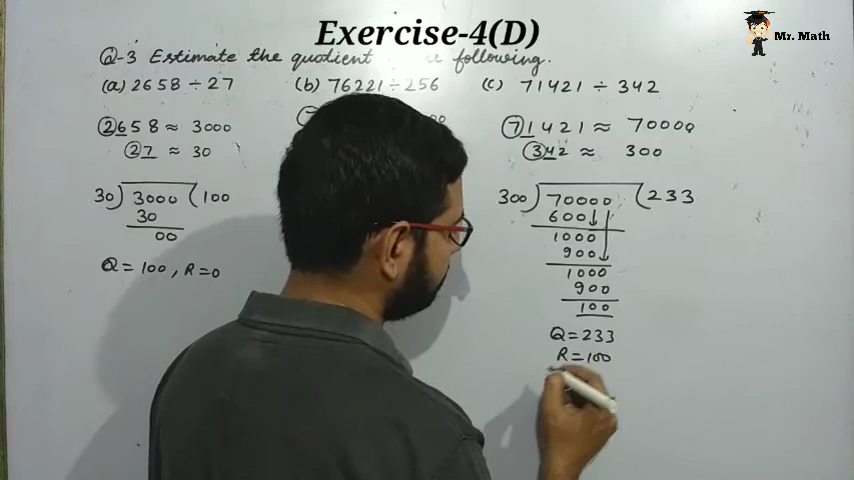 Exercise-4(D)
Mr. Math
Q-3 Estimate the quotient following.
(a) 2658 ÷ 27
(b) 76221 ÷ 256
(c) 71421 ÷ 342
2658 ≈ 3000
27 ≈ 30
30) 3000 (100
30
00
Q = 100, R = 0
71421 ≈ 70000
342 ≈ 300
300) 70000 (233
600
1000
900
1000
900
100
Q = 233
R = 100